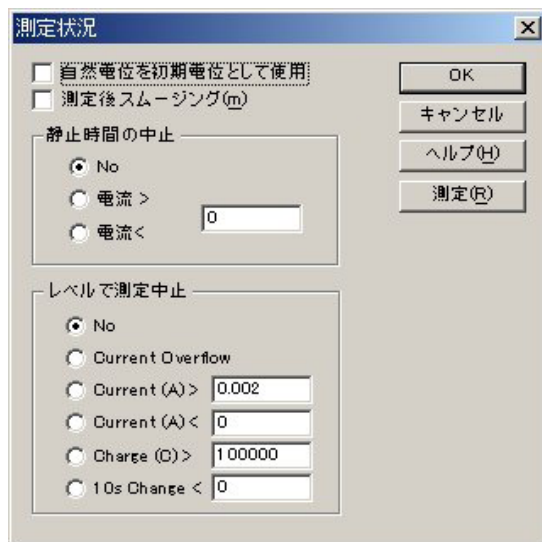 測定状況
自然電位を初期電位として使用
測定後スムージング(m)
静止時間の中止
No
電流 >
電流<
0
レベルで測定中止
No
Current Overflow
Current (A) > 0.002
Current (A) < 0
Charge (C) > 100000
10s Change < 0
OK
キャンセル
ヘルプ(H)
測定(R)